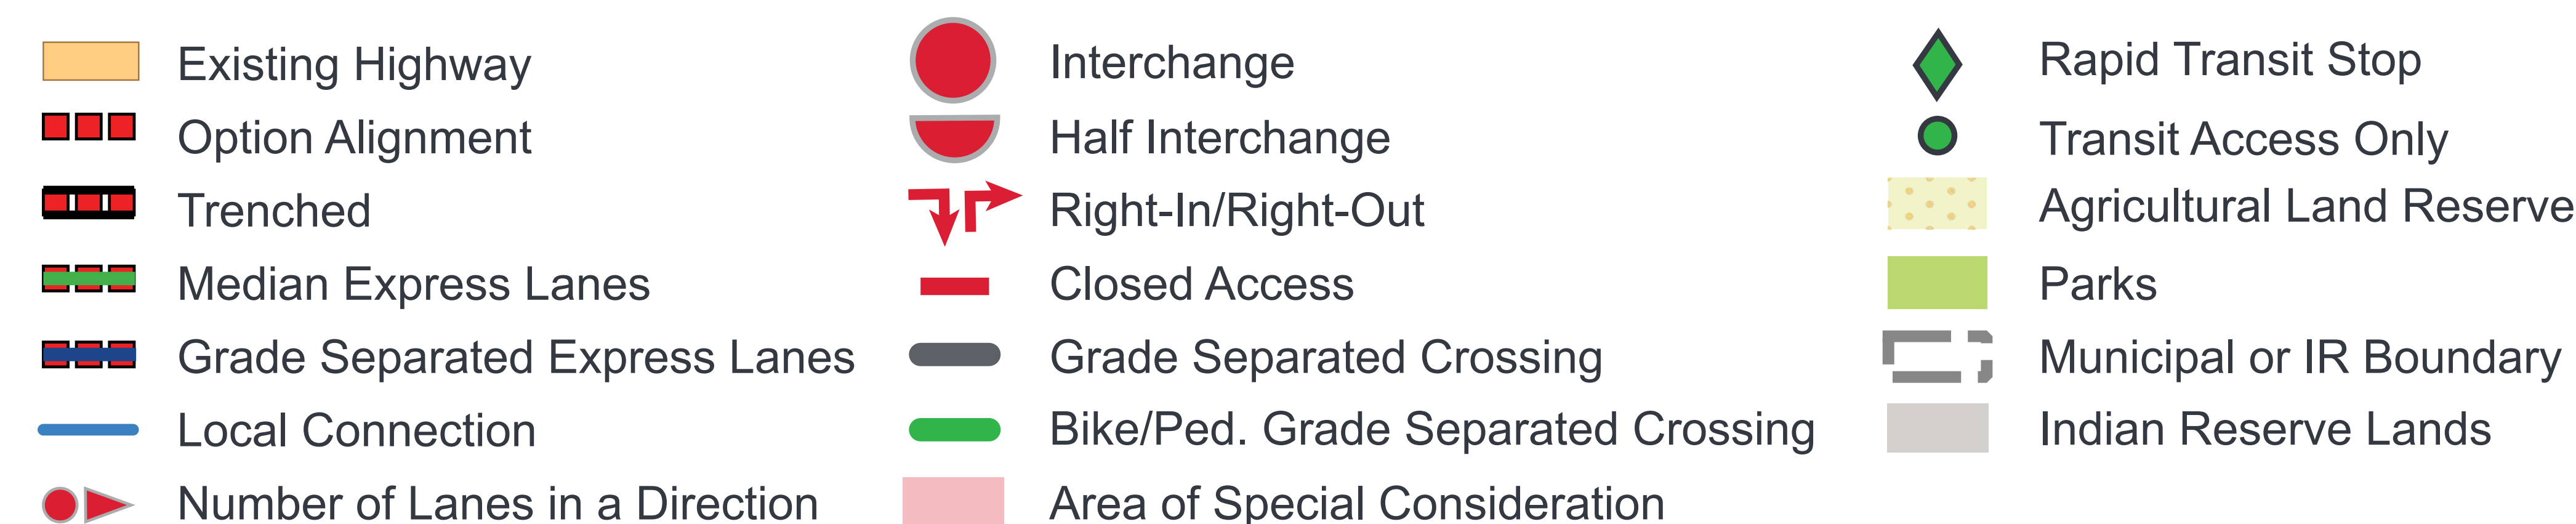 Existing Highway
Option Alignment
Trenched
Median Express Lanes
Grade Separated Express Lanes
Local Connection
Number of Lanes in a Direction
Interchange
Half Interchange
Right-In/Right-Out
Closed Access
Grade Separated Crossing
Bike/Ped. Grade Separated Crossing
Area of Special Consideration
Rapid Transit Stop
Transit Access Only
Agricultural Land Reserve
Parks
Municipal or IR Boundary
Indian Reserve Lands